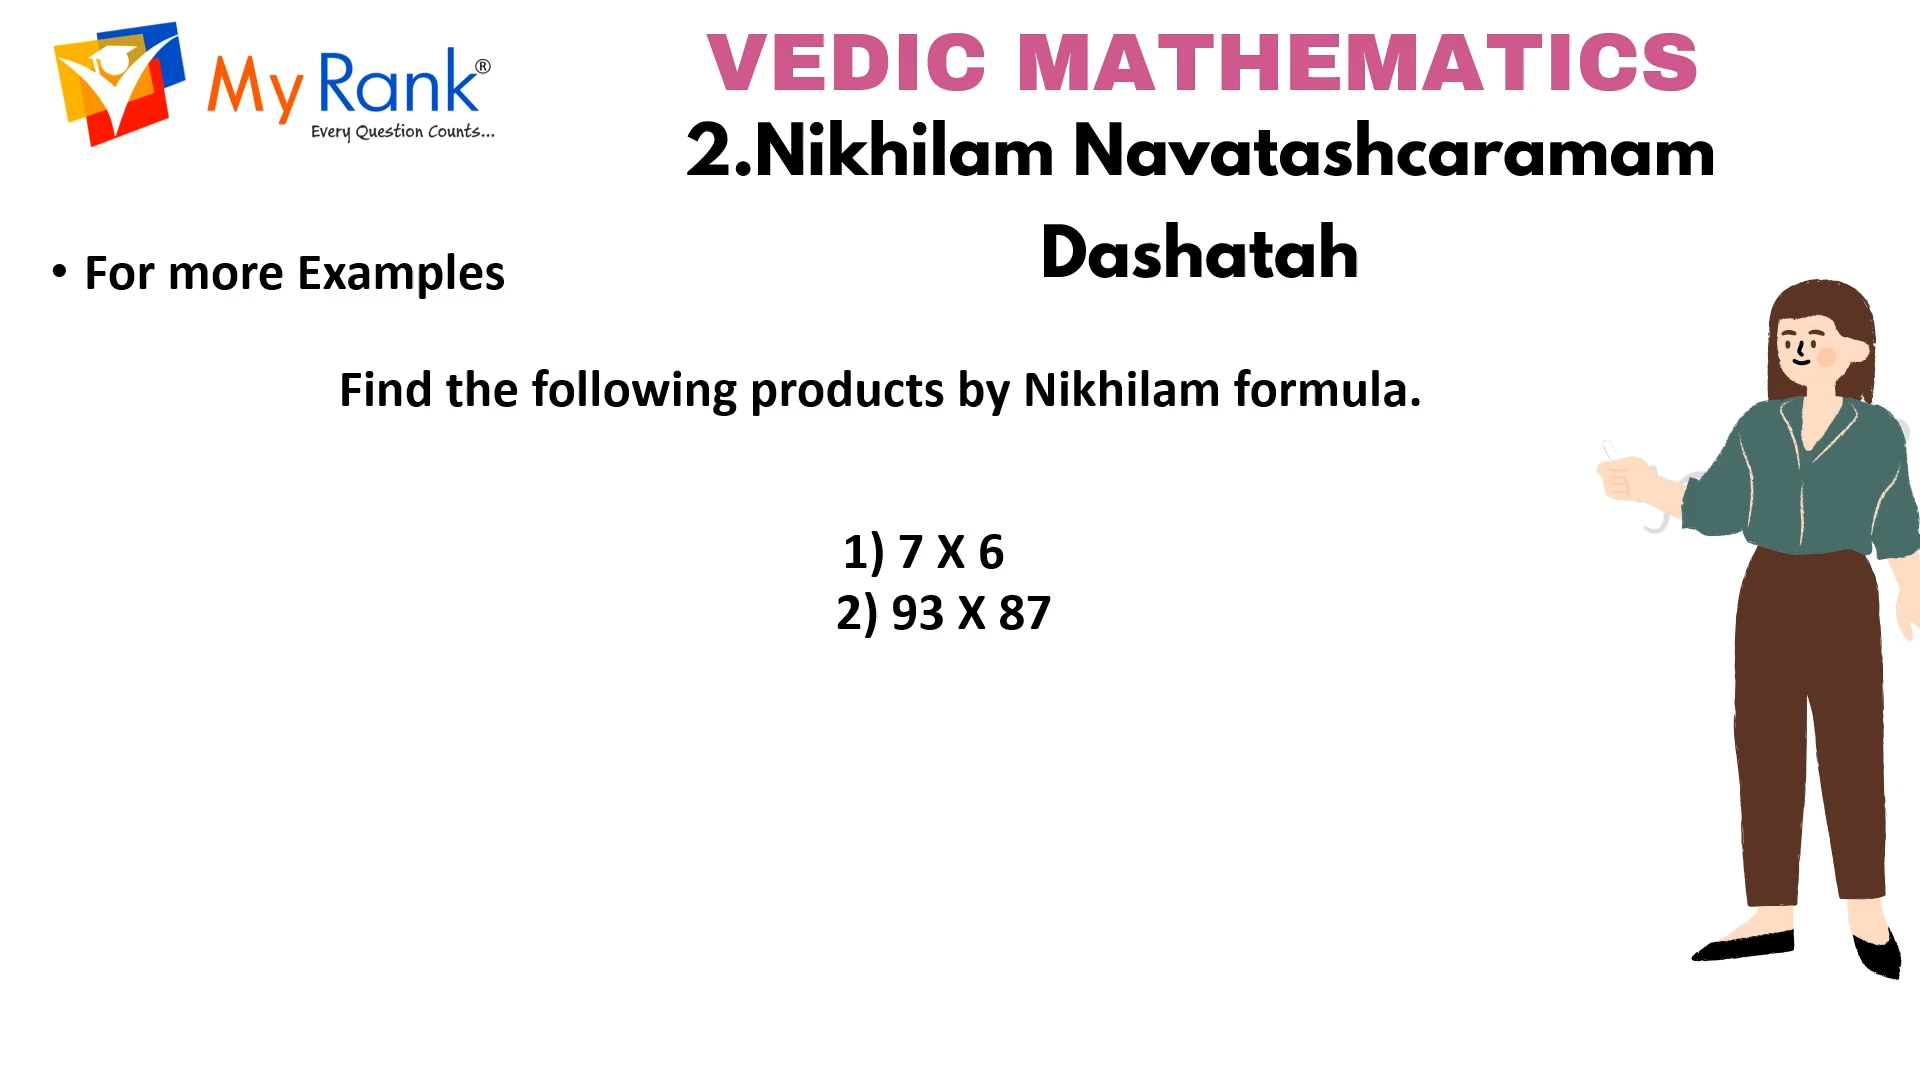 My Rank®
Every Question Counts...
VEDIC MATHEMATICS
2.Nikhilam Navatashcaramam
Dashatah
• For more Examples
Find the following products by Nikhilam formula.
1) 7 X 6
2) 93 X 87